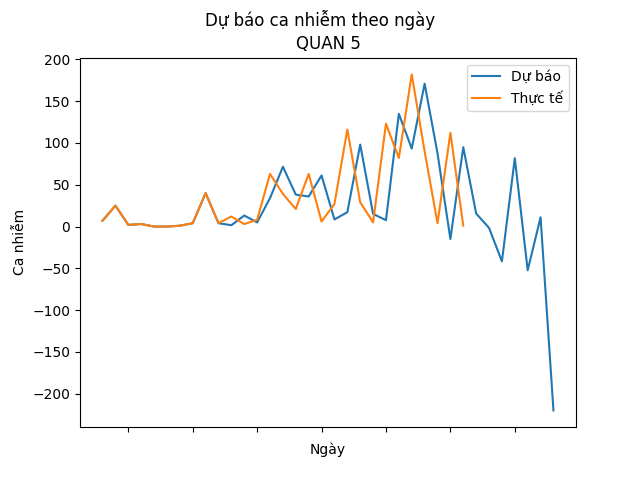 Dự báo ca nhiễm theo ngày
QUAN 5
Dự báo
Thực tế
200
150
100
50
0
−50
−100
−150
−200
Ca nhiễm
Ngày